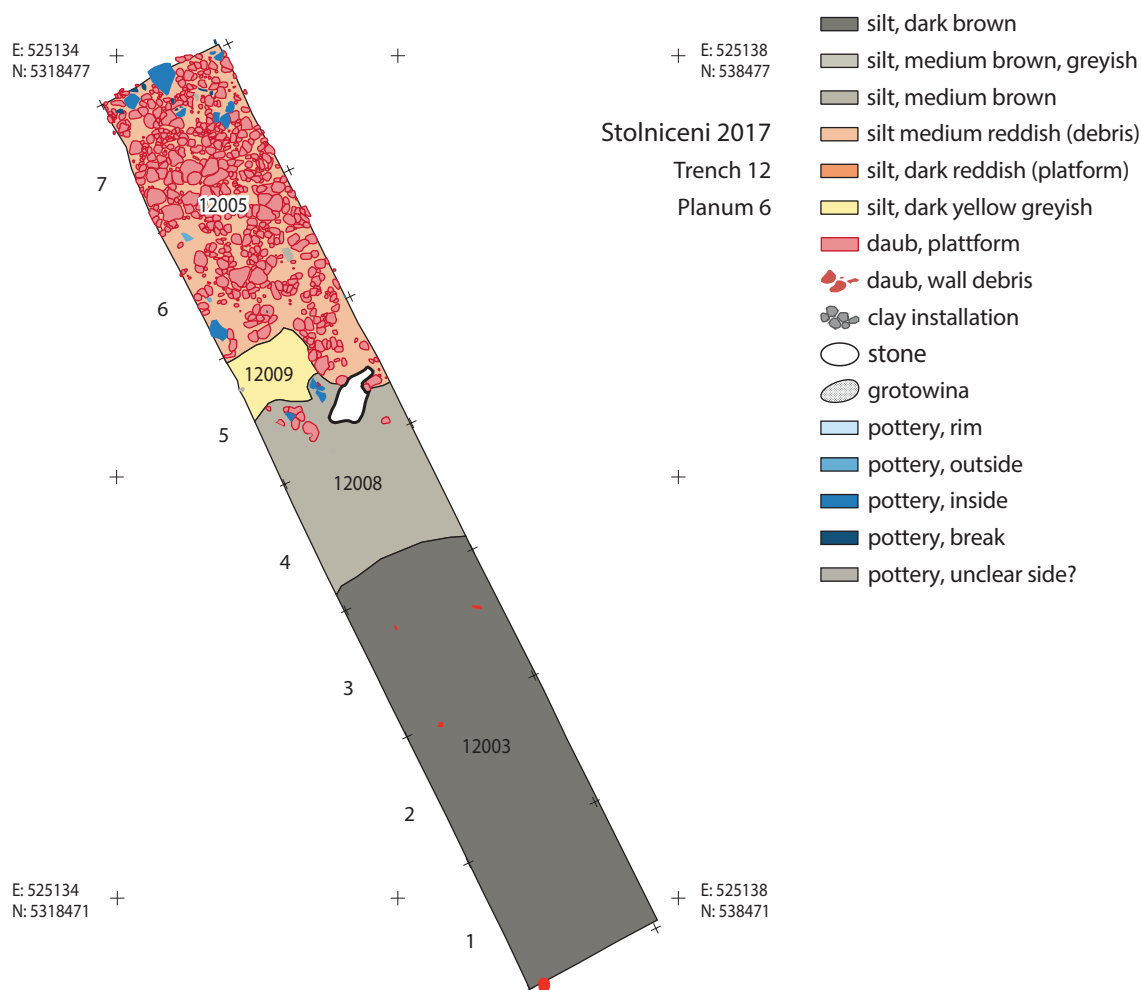 E: 525134
N: 5318477
E: 525138
N: 538477
Stolniceni 2017
Trench 12
Planum 6
silt, dark brown
silt, medium brown, greyish
silt, medium brown
silt medium reddish (debris)
silt, dark reddish (platform)
silt, dark yellow greyish
daub, plattform
daub, wall debris
clay installation
stone
grotowina
pottery, rim
pottery, outside
pottery, inside
pottery, break
pottery, unclear side?
7
12005
6
12009
5
12008
4
3
12003
2
1
E: 525134
N: 5318471
E: 525138
N: 538471